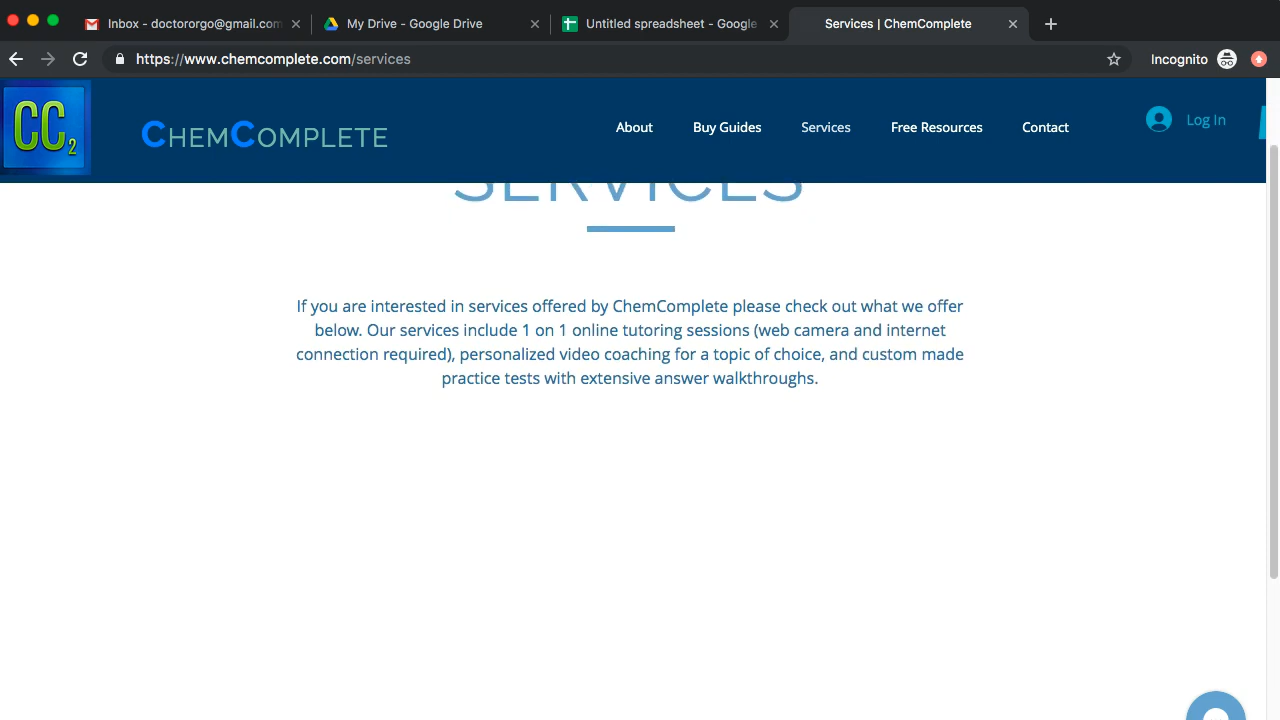 Inbox - doctororgo@gmail.com
My Drive - Google Drive
Untitled spreadsheet - Google
Services | ChemComplete
https://www.chemcomplete.com/services
Incognito
CC2
CHEMCOMPLETE
About
Buy Guides
Services
Free Resources
Contact
Log In
SERVICES
If you are interested in services offered by ChemComplete please check out what we offer
below. Our services include 1 on 1 online tutoring sessions (web camera and internet
connection required), personalized video coaching for a topic of choice, and custom made
practice tests with extensive answer walkthroughs.